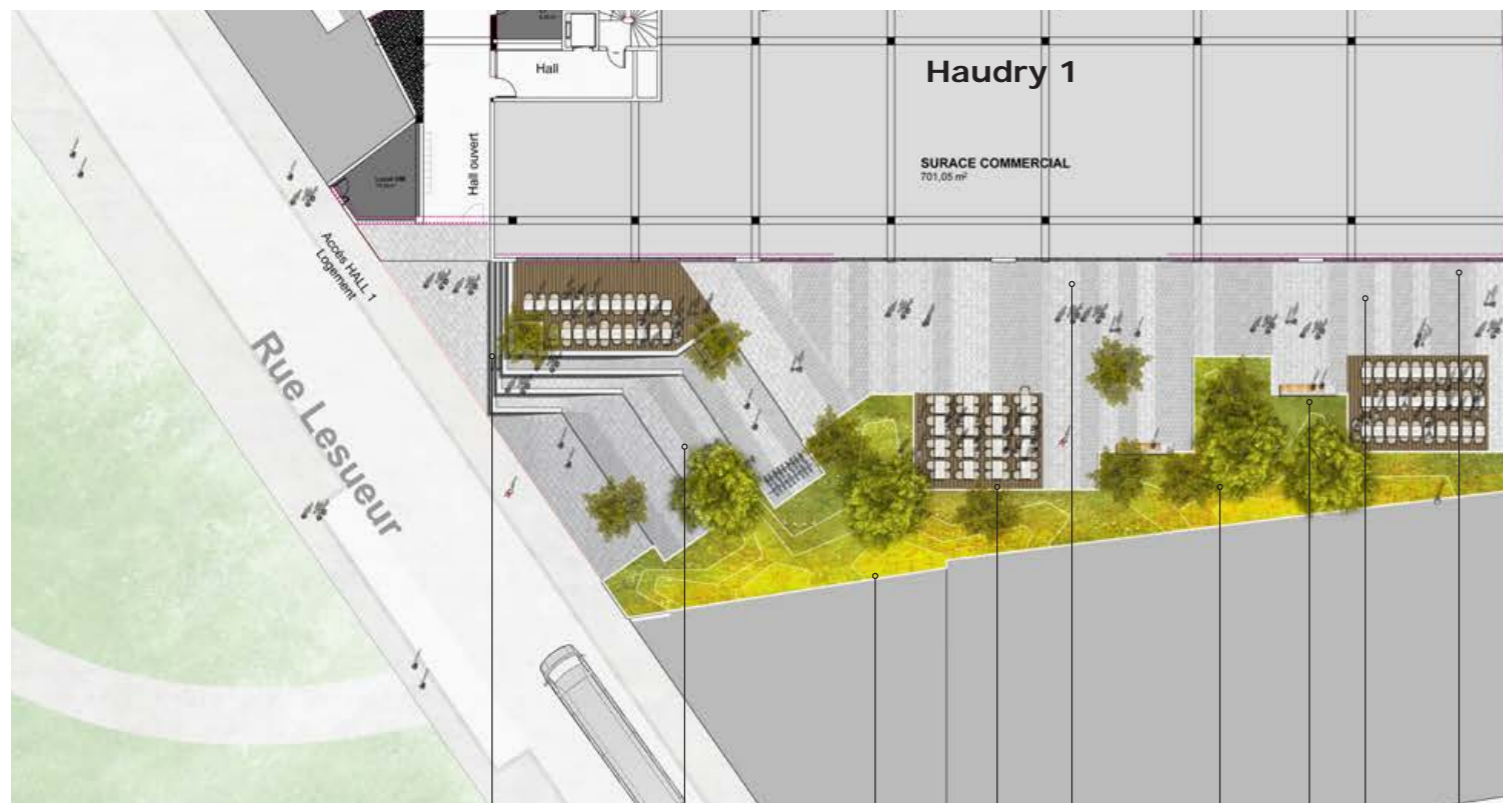 Hall
Haudry 1
Hall ouvert
SURACE COMMERCIAL
701,05 m²
Accès HALL 1
Logement
Rue Lesueur